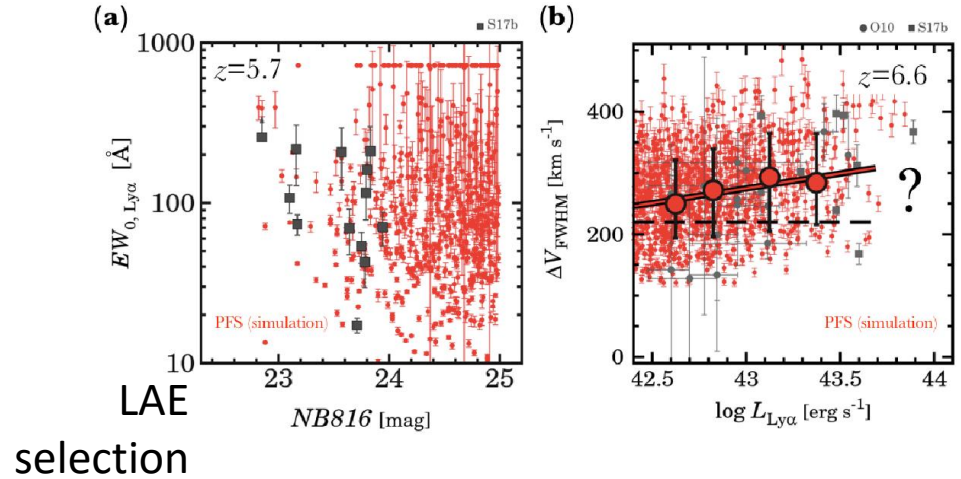 (a)
■ S17b
z=5.7
1000
100
10
EW0, Lyα [Å]
PFS (simulation)
23
24
25
NB816 [mag]
(b)
● O10 ■ S17b
z=6.6
400
200
0
ΔVFWHM [km s−1]
?
PFS (simulation)
42.5
43
43.5
44
log LLyα [erg s−1]
LAE
selection